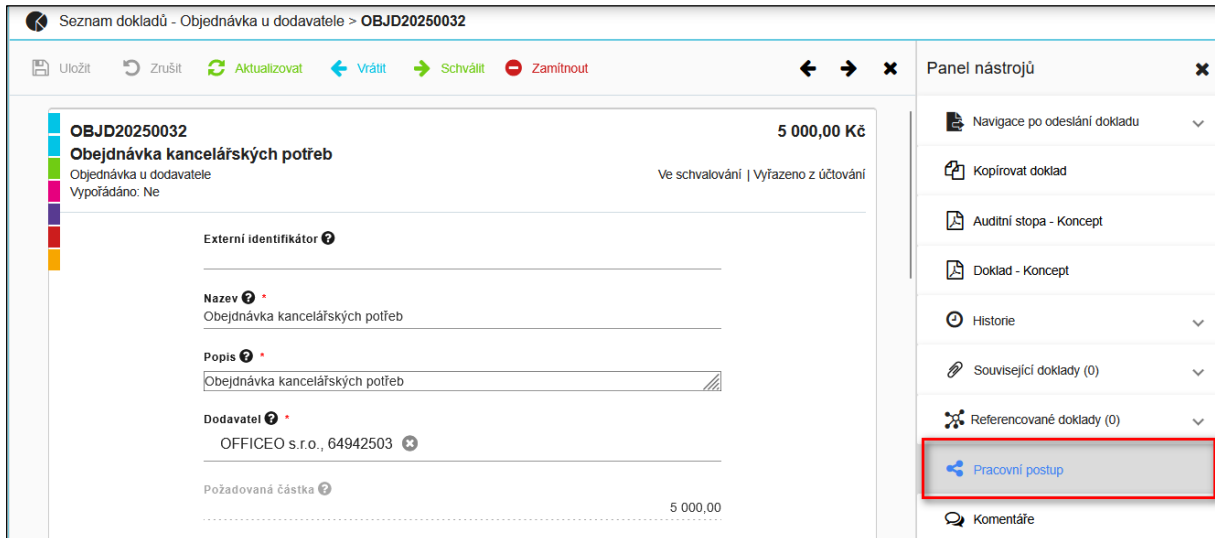 Seznam dokladů - Objednávka u dodavatele > OBJD20250032
Uložit Zrušit Aktualizovat Vrátit Schválit Zamítnout
OBJD20250032 5 000,00 Kč
Obejdnávka kancelářských potřeb
Objednávka u dodavatele Ve schvalování | Vyřazeno z účtování
Vypořádáno: Ne
Externí identifikátor
Nazev *
Obejdnávka kancelářských potřeb
Popis *
Obejdnávka kancelářských potřeb
Dodavatel *
OFFICEO s.r.o., 64942503
Požadovaná částka
5 000,00
Panel nástrojů
Navigace po odeslání dokladu
Kopírovat doklad
Auditní stopa - Koncept
Doklad - Koncept
Historie
Související doklady (0)
Referencované doklady (0)
Pracovní postup
Komentáře